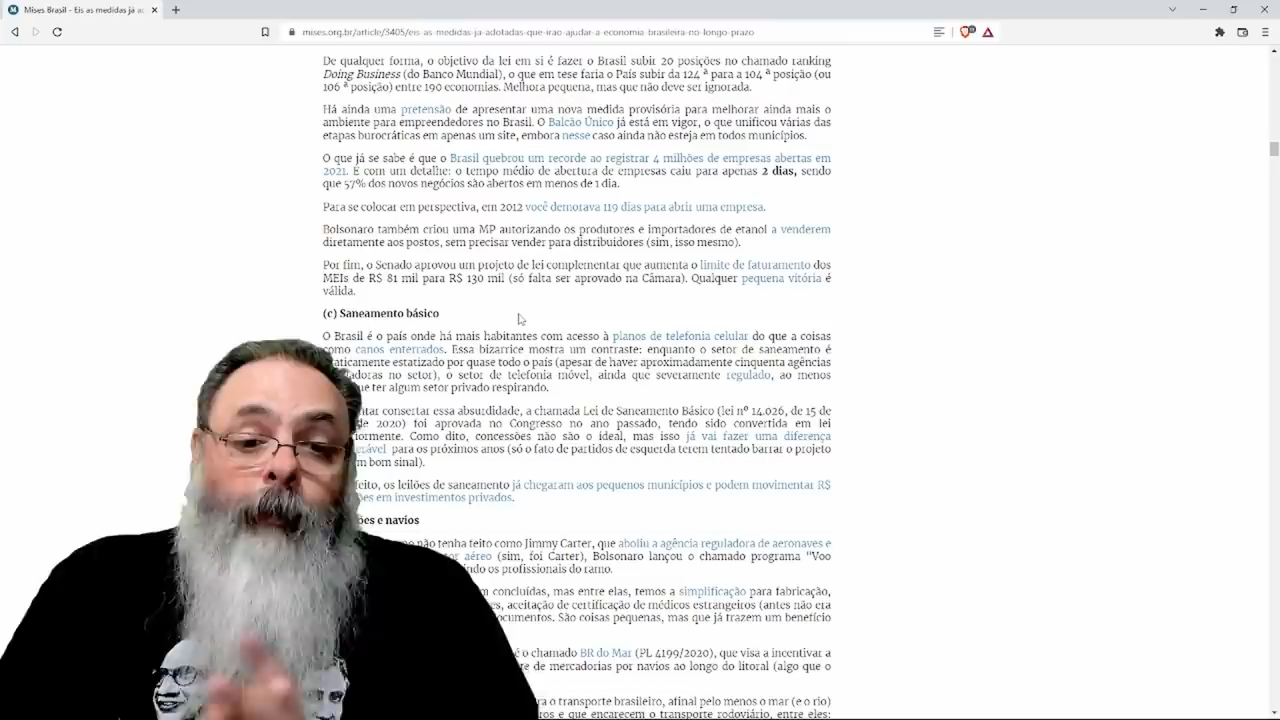 Mises Brasil - Eis as medidas já ad
mises.org.br/article/3405/eis-as-medidas-ja-adotadas-que-irao-ajudar-a-economia-brasileira-no-longo-prazo
De qualquer forma, o objetivo da lei em si é fazer o Brasil subir 20 posições no chamado ranking
Doing Business (do Banco Mundial), o que em tese faria o País subir da 124 ª para a 104 ª posição (ou
106 ª posição) entre 190 economias. Melhora pequena, mas que não deve ser ignorada.
Há ainda uma pretensão de apresentar uma nova medida provisória para melhorar ainda mais o
ambiente para empreendedores no Brasil. O Balcão Único já está em vigor, o que unificou várias das
etapas burocráticas em apenas um site, embora nesse caso ainda não esteja em todos municípios.
O que já se sabe é que o Brasil quebrou um recorde ao registrar 4 milhões de empresas abertas em
2021. E com um detalhe: o tempo médio de abertura de empresas caiu para apenas 2 dias, sendo
que 57% dos novos negócios são abertos em menos de 1 dia.
Para se colocar em perspectiva, em 2012 você demorava 119 dias para abrir uma empresa.
Bolsonaro também criou uma MP autorizando os produtores e importadores de etanol a venderem
diretamente aos postos, sem precisar vender para distribuidores (sim, isso mesmo).
Por fim, o Senado aprovou um projeto de lei complementar que aumenta o limite de faturamento dos
MEIs de R$ 81 mil para R$ 130 mil (só falta ser aprovado na Câmara). Qualquer pequena vitória é
válida.
(c) Saneamento básico
O Brasil é o país onde há mais habitantes com acesso à planos de telefonia celular do que a coisas
como canos enterrados. Essa bizarrice mostra um contraste: enquanto o setor de saneamento é
raticamente estatizado por quase todo o país (apesar de haver aproximadamente cinquenta agências
adoras no setor), o setor de telefonia móvel, ainda que severamente regulado, ao menos
que ter algum setor privado respirando.
ntar consertar essa absurdidade, a chamada Lei de Saneamento Básico (lei nº 14.026, de 15 de
de 2020) foi aprovada no Congresso no ano passado, tendo sido convertida em lei
iormente. Como dito, concessões não são o ideal, mas isso já vai fazer uma diferença
erável para os próximos anos (só o fato de partidos de esquerda terem tentado barrar o projeto
m bom sinal).
feito, os leilões de saneamento já chegaram aos pequenos municípios e podem movimentar R$
ões em investimentos privados.
ões e navios
no não tenha feito como Jimmy Carter, que aboliu a agência reguladora de aeronaves e
or aéreo (sim, foi Carter), Bolsonaro lançou o chamado programa "Voo
indo os profissionais do ramo.
m concluídas, mas entre elas, temos a simplificação para fabricação,
es, aceitação de certificação de médicos estrangeiros (antes não era
ocumentos. São coisas pequenas, mas que já trazem um benefício
é o chamado BR do Mar (PL 4199/2020), que visa a incentivar a
re de mercadorias por navios ao longo do litoral (algo que o
ra o transporte brasileiro, afinal pelo menos o mar (e o rio)
ros e que encarecem o transporte rodoviário, entre eles: